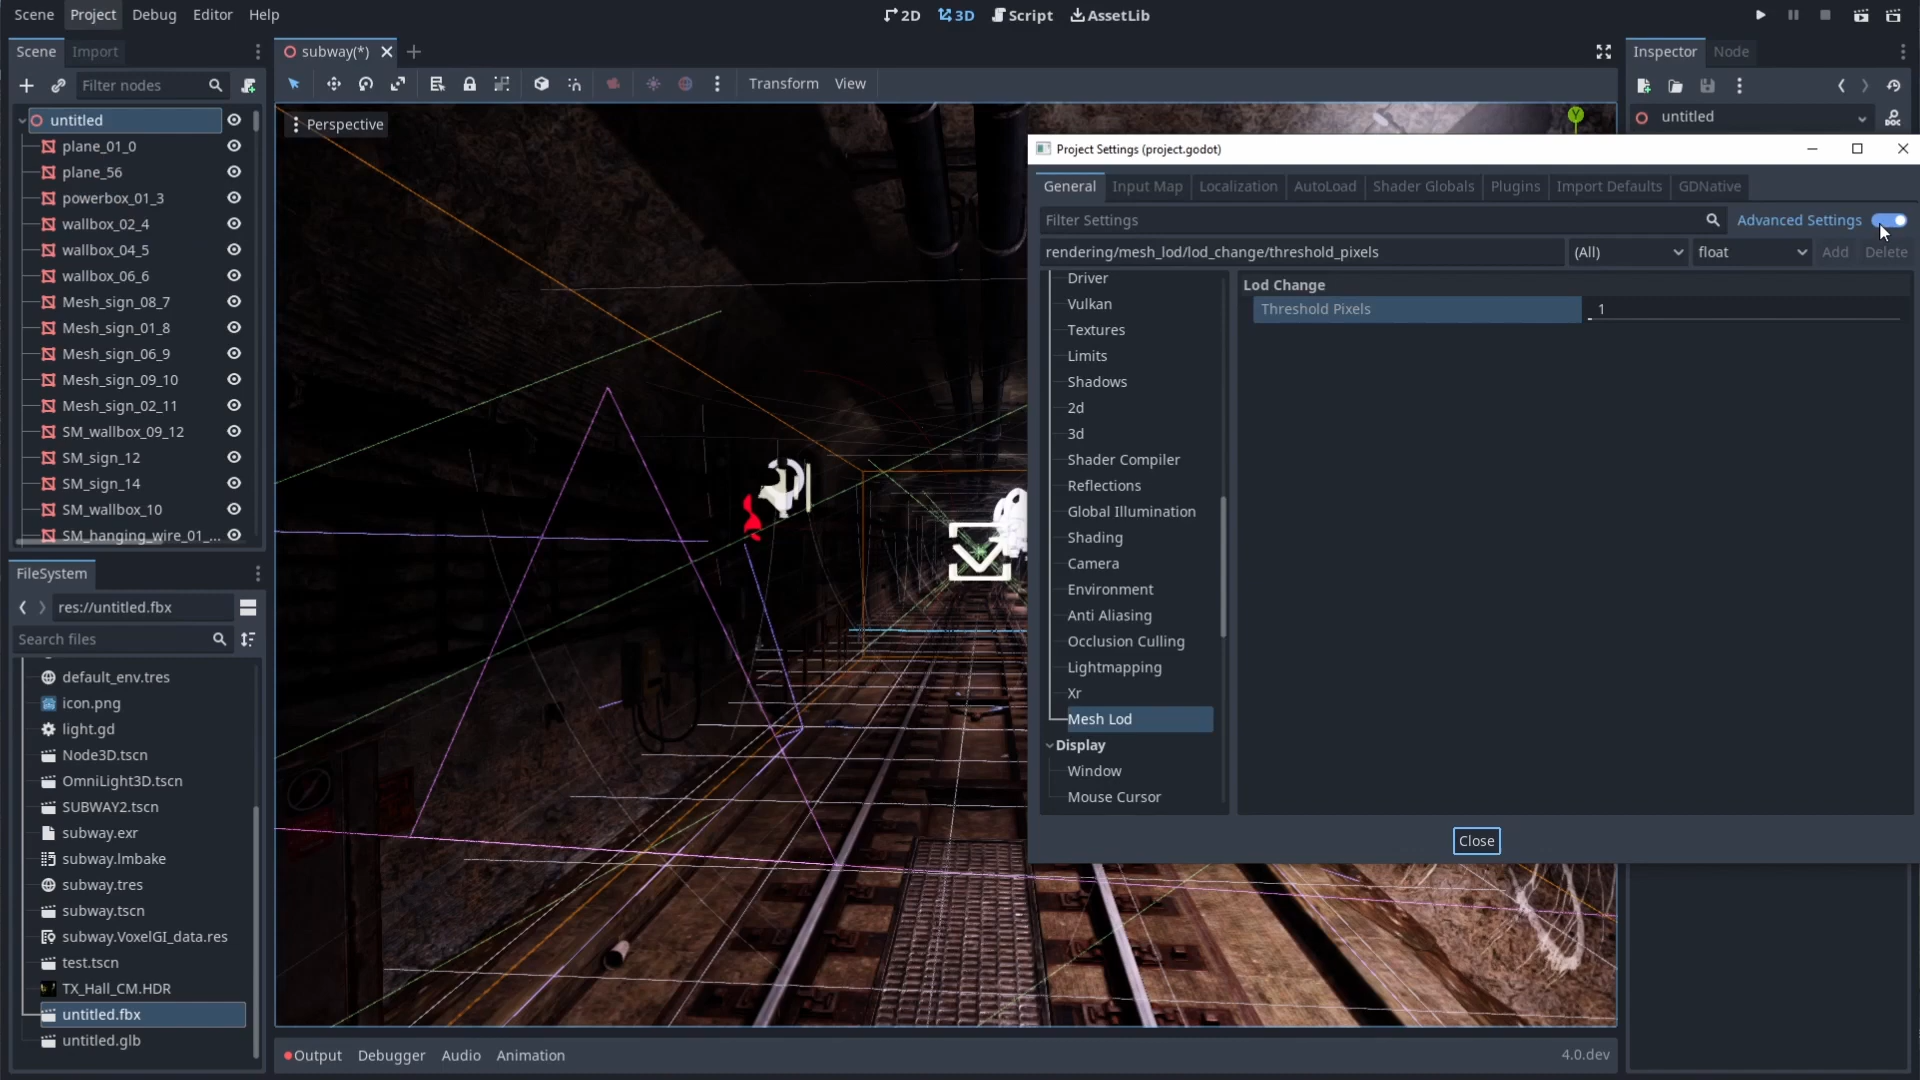 Scene Project Debug Editor Help
2D 3D Script AssetLib
Scene Import
Filter nodes
untitled
plane_01_0
plane_56
powerbox_01_3
wallbox_02_4
wallbox_04_5
wallbox_06_6
Mesh_sign_08_7
Mesh_sign_01_8
Mesh_sign_06_9
Mesh_sign_09_10
Mesh_sign_02_11
SM_wallbox_09_12
SM_sign_12
SM_sign_14
SM_wallbox_10
SM_hanging_wire_01_...
FileSystem
res://untitled.fbx
Search files
default_env.tres
icon.png
light.gd
Node3D.tscn
OmniLight3D.tscn
SUBWAY2.tscn
subway.exr
subway.lmbake
subway.tres
subway.tscn
subway.VoxelGI_data.res
test.tscn
TX_Hall_CM.HDR
untitled.fbx
untitled.glb
subway(*)
Transform View
Perspective
Y
Output Debugger Audio Animation
4.0.dev
Inspector Node
untitled
Project Settings (project.godot)
General Input Map Localization AutoLoad Shader Globals Plugins Import Defaults GDNative
Filter Settings
Advanced Settings
rendering/mesh_lod/lod_change/threshold_pixels (All) float Add Delete
Driver
Vulkan
Textures
Limits
Shadows
2d
3d
Shader Compiler
Reflections
Global Illumination
Shading
Camera
Environment
Anti Aliasing
Occlusion Culling
Lightmapping
Xr
Mesh Lod
Display
Window
Mouse Cursor
Lod Change
Threshold Pixels 1
Close